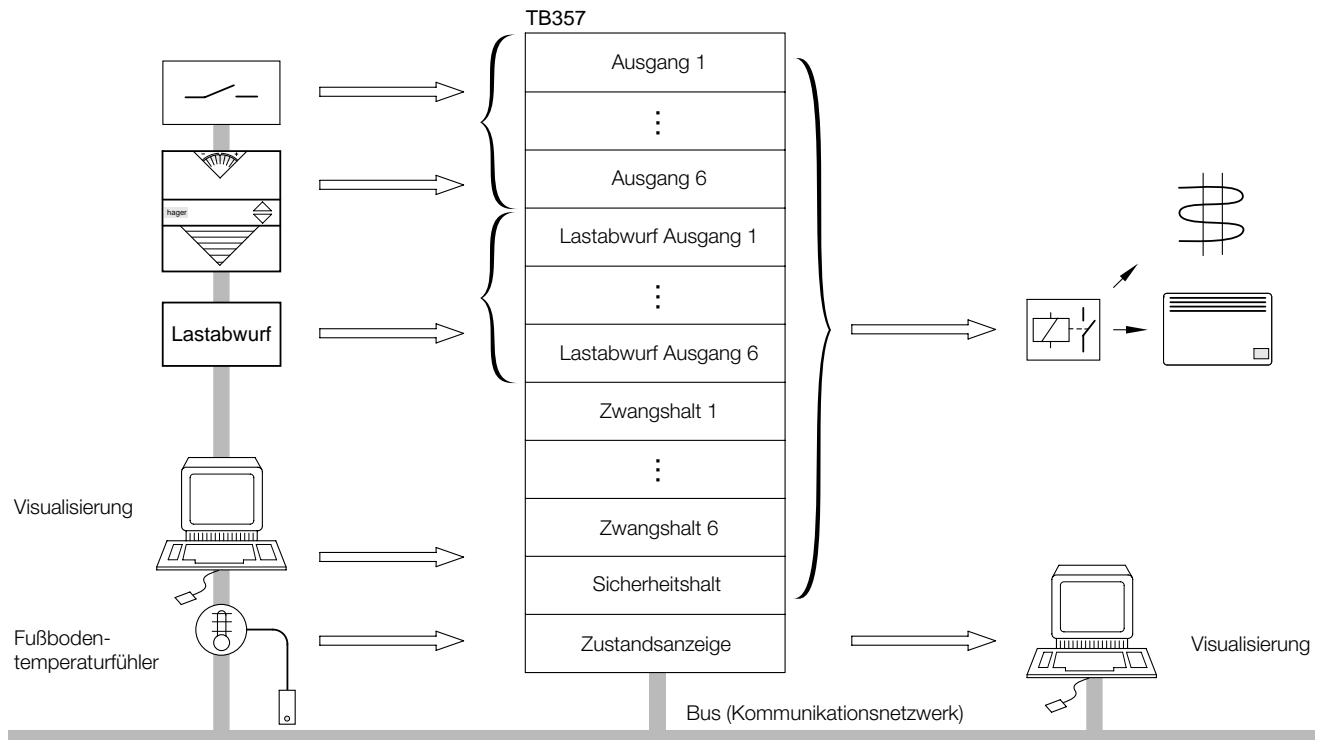 TB357
Ausgang 1
⋮
Ausgang 6
hager
- +
Lastabwurf Ausgang 1
⋮
Lastabwurf
Lastabwurf Ausgang 6
Zwangshalt 1
⋮
Visualisierung
Zwangshalt 6
Sicherheitshalt
Fußboden-
temperaturfühler
Zustandsanzeige
Visualisierung
Bus (Kommunikationsnetzwerk)